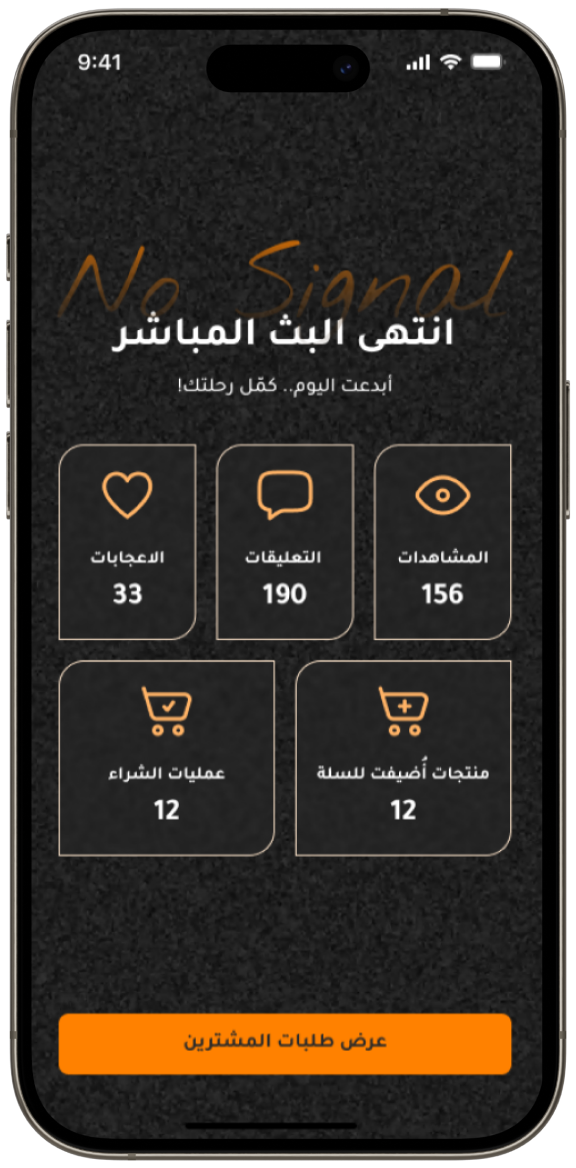 9:41
No Signal
انتهى البث المباشر
أبدعت اليوم.. كمّل رحلتك!
المشاهدات
156
التعليقات
190
الاعجابات
33
منتجات أُضيفت للسلة
12
عمليات الشراء
12
عرض طلبات المشترين